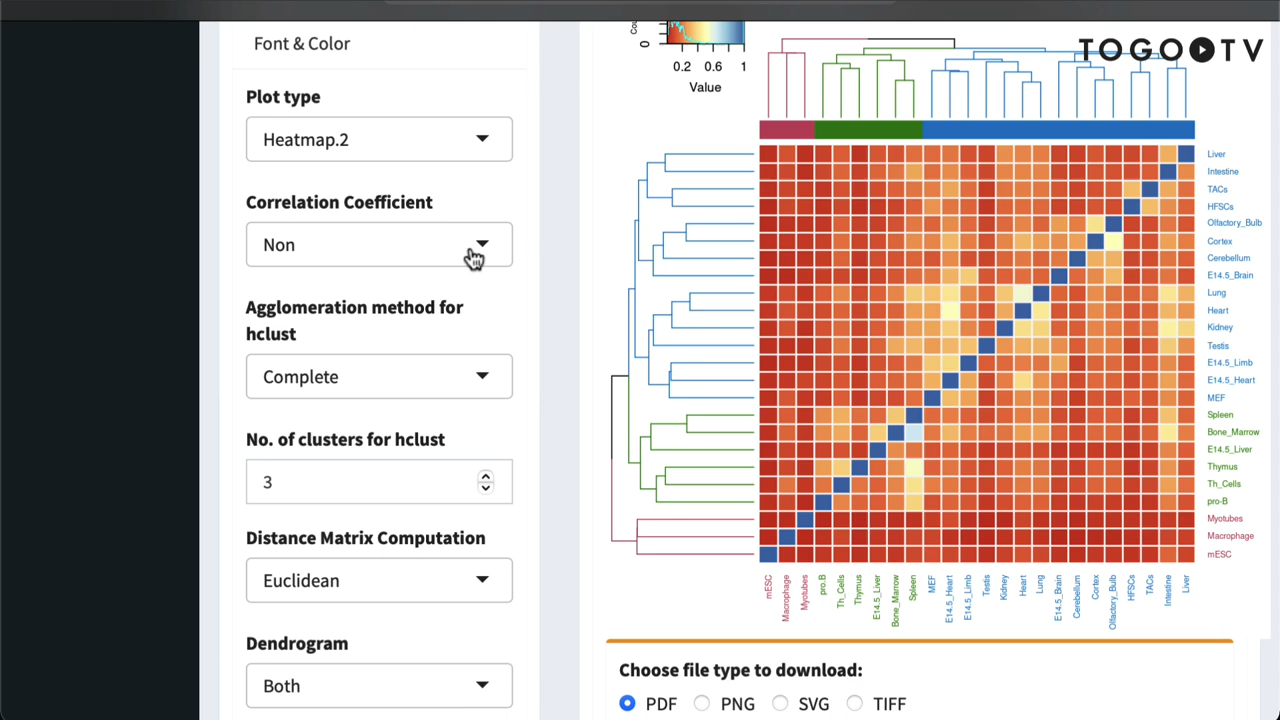 Font & Color
Plot type
Heatmap.2
Correlation Coefficient
Non
Agglomeration method for
hclust
Complete
No. of clusters for hclust
3
Distance Matrix Computation
Euclidean
Dendrogram
Both
0
0.2 0.6 1
Value
TOGO TV
Liver
Intestine
TACs
HFSCs
Olfactory_Bulb
Cortex
Cerebellum
E14.5_Brain
Lung
Heart
Kidney
Testis
E14.5_Limb
E14.5_Heart
MEF
Spleen
Bone_Marrow
E14.5_Liver
Thymus
Th_Cells
pro-B
Myotubes
Macrophage
mESC
mESC
Macrophage
Myotubes
pro.B
Th_Cells
Thymus
E14.5_Liver
Bone_Marrow
Spleen
MEF
E14.5_Heart
E14.5_Limb
Testis
Kidney
Heart
Lung
E14.5_Brain
Cerebellum
Cortex
Olfactory_Bulb
HFSCs
TACs
Intestine
Liver
Choose file type to download:
PDF PNG SVG TIFF